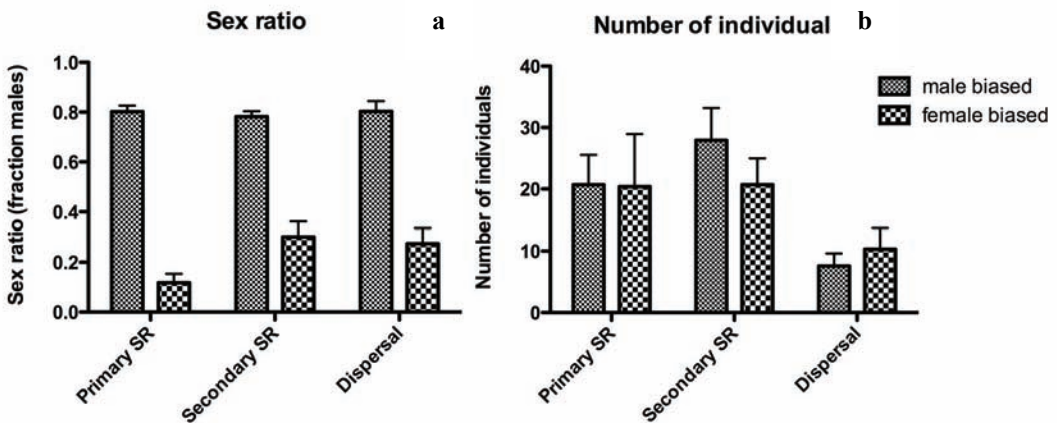 Sex ratio
a
Sex ratio (fraction males)
1.0
0.8
0.6
0.4
0.2
0.0
Primary SR
Secondary SR
Dispersal
Number of individual
b
Number of individuals
40
30
20
10
0
Primary SR
Secondary SR
Dispersal
male biased
female biased